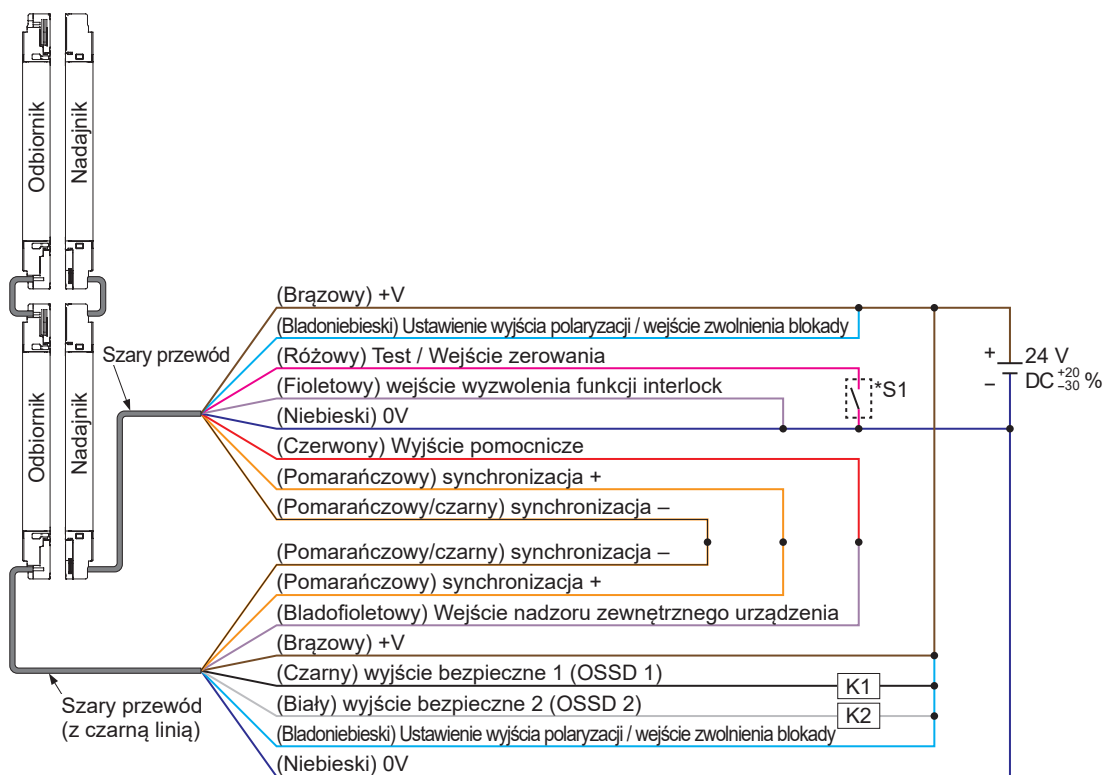 Odbiornik
Nadajnik
Odbiornik
Nadajnik
Szary przewód
(Brązowy) +V
(Bladoniebieski) Ustawienie wyjścia polaryzacji / wejście zwolnienia blokady
(Różowy) Test / Wejście zerowania
(Fioletowy) wejście wyzwolenia funkcji interlock
(Niebieski) 0V
(Czerwony) Wyjście pomocnicze
(Pomarańczowy) synchronizacja +
(Pomarańczowy/czarny) synchronizacja –
*S1
+
–
24 V
DC +20 –30 %
(Pomarańczowy/czarny) synchronizacja –
(Pomarańczowy) synchronizacja +
(Bladofioletowy) Wejście nadzoru zewnętrznego urządzenia
(Brązowy) +V
(Czarny) wyjście bezpieczne 1 (OSSD 1)
K1
(Biały) wyjście bezpieczne 2 (OSSD 2)
K2
(Bladoniebieski) Ustawienie wyjścia polaryzacji / wejście zwolnienia blokady
(Niebieski) 0V
Szary przewód
(z czarną linią)